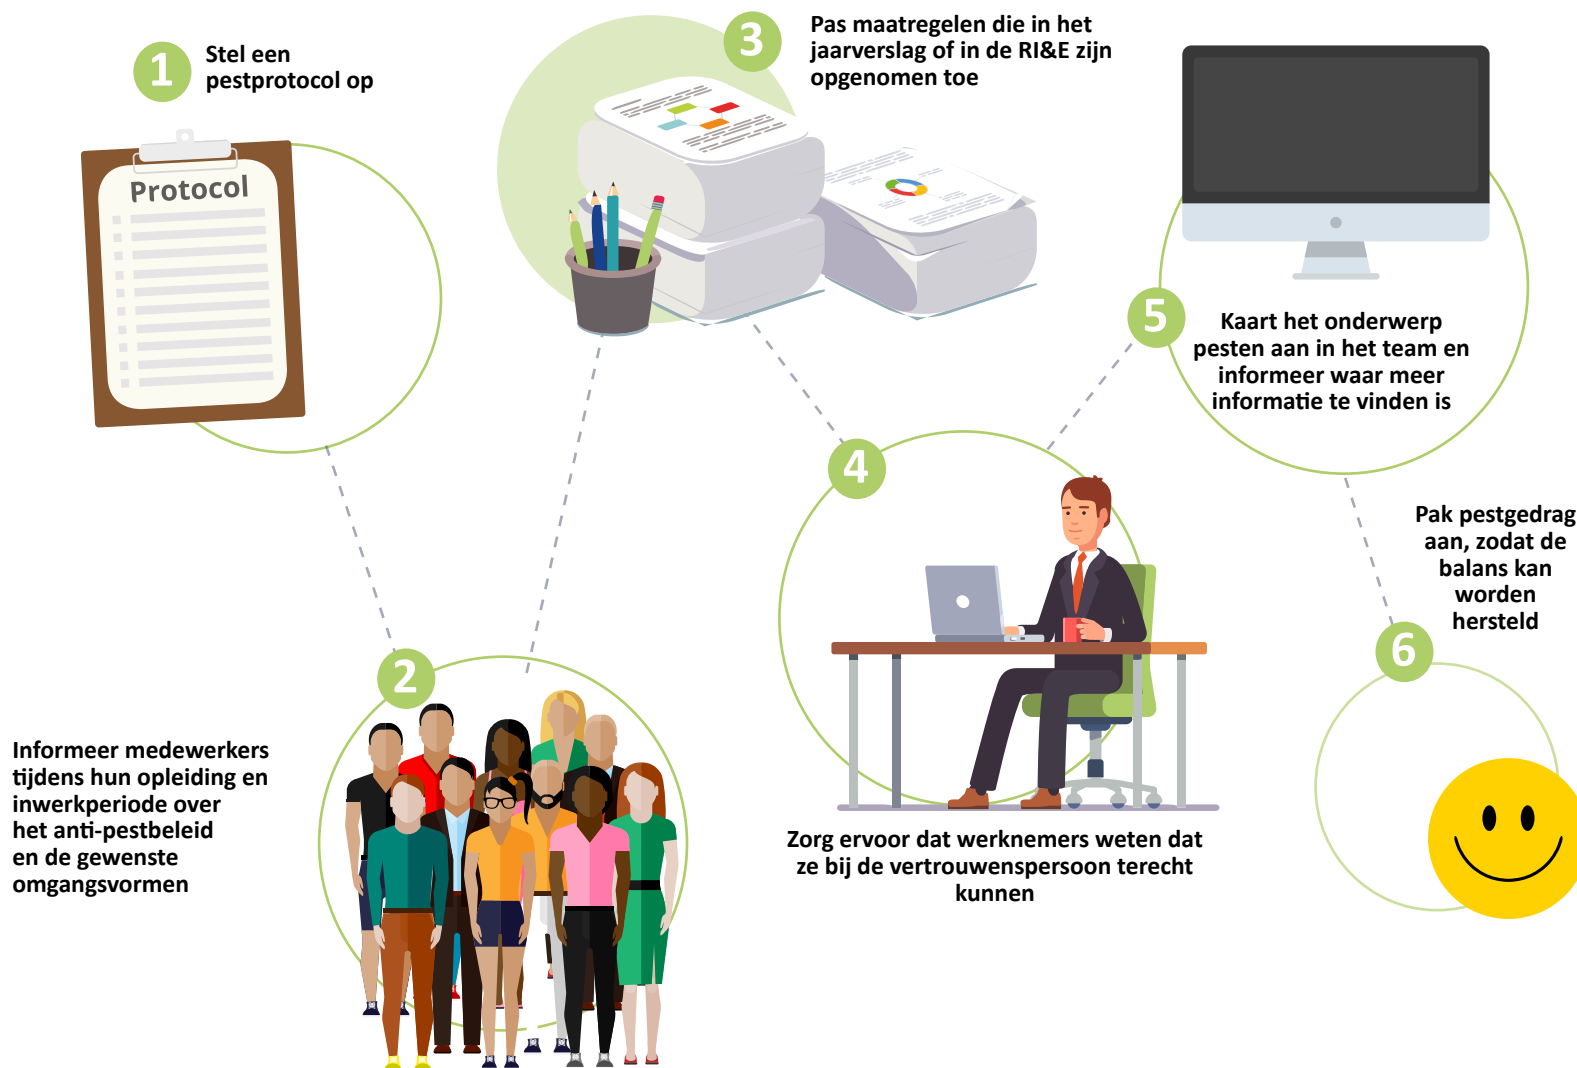 1
Stel een
pestprotocol op
Protocol
2
Informeer medewerkers
tijdens hun opleiding en
inwerkperiode over
het anti-pestbeleid
en de gewenste
omgangsvormen
3
Pas maatregelen die in het
jaarverslag of in de RI&E zijn
opgenomen toe
4
Zorg ervoor dat werknemers weten dat
ze bij de vertrouwenspersoon terecht
kunnen
5
Kaart het onderwerp
pesten aan in het team en
informeer waar meer
informatie te vinden is
6
Pak pestgedrag
aan, zodat de
balans kan
worden
hersteld